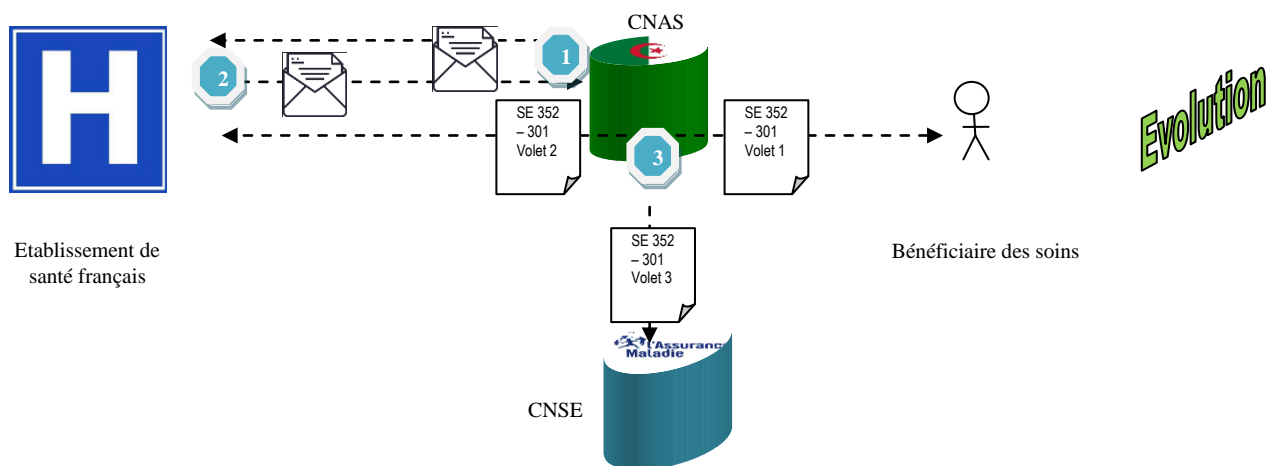 CNAS
H
1
2
SE 352
– 301
Volet 2
3
SE 352
– 301
Volet 1
Evolution
Etablissement de
santé français
Bénéficiaire des soins
SE 352
– 301
Volet 3
l'Assurance
Maladie
CNSE